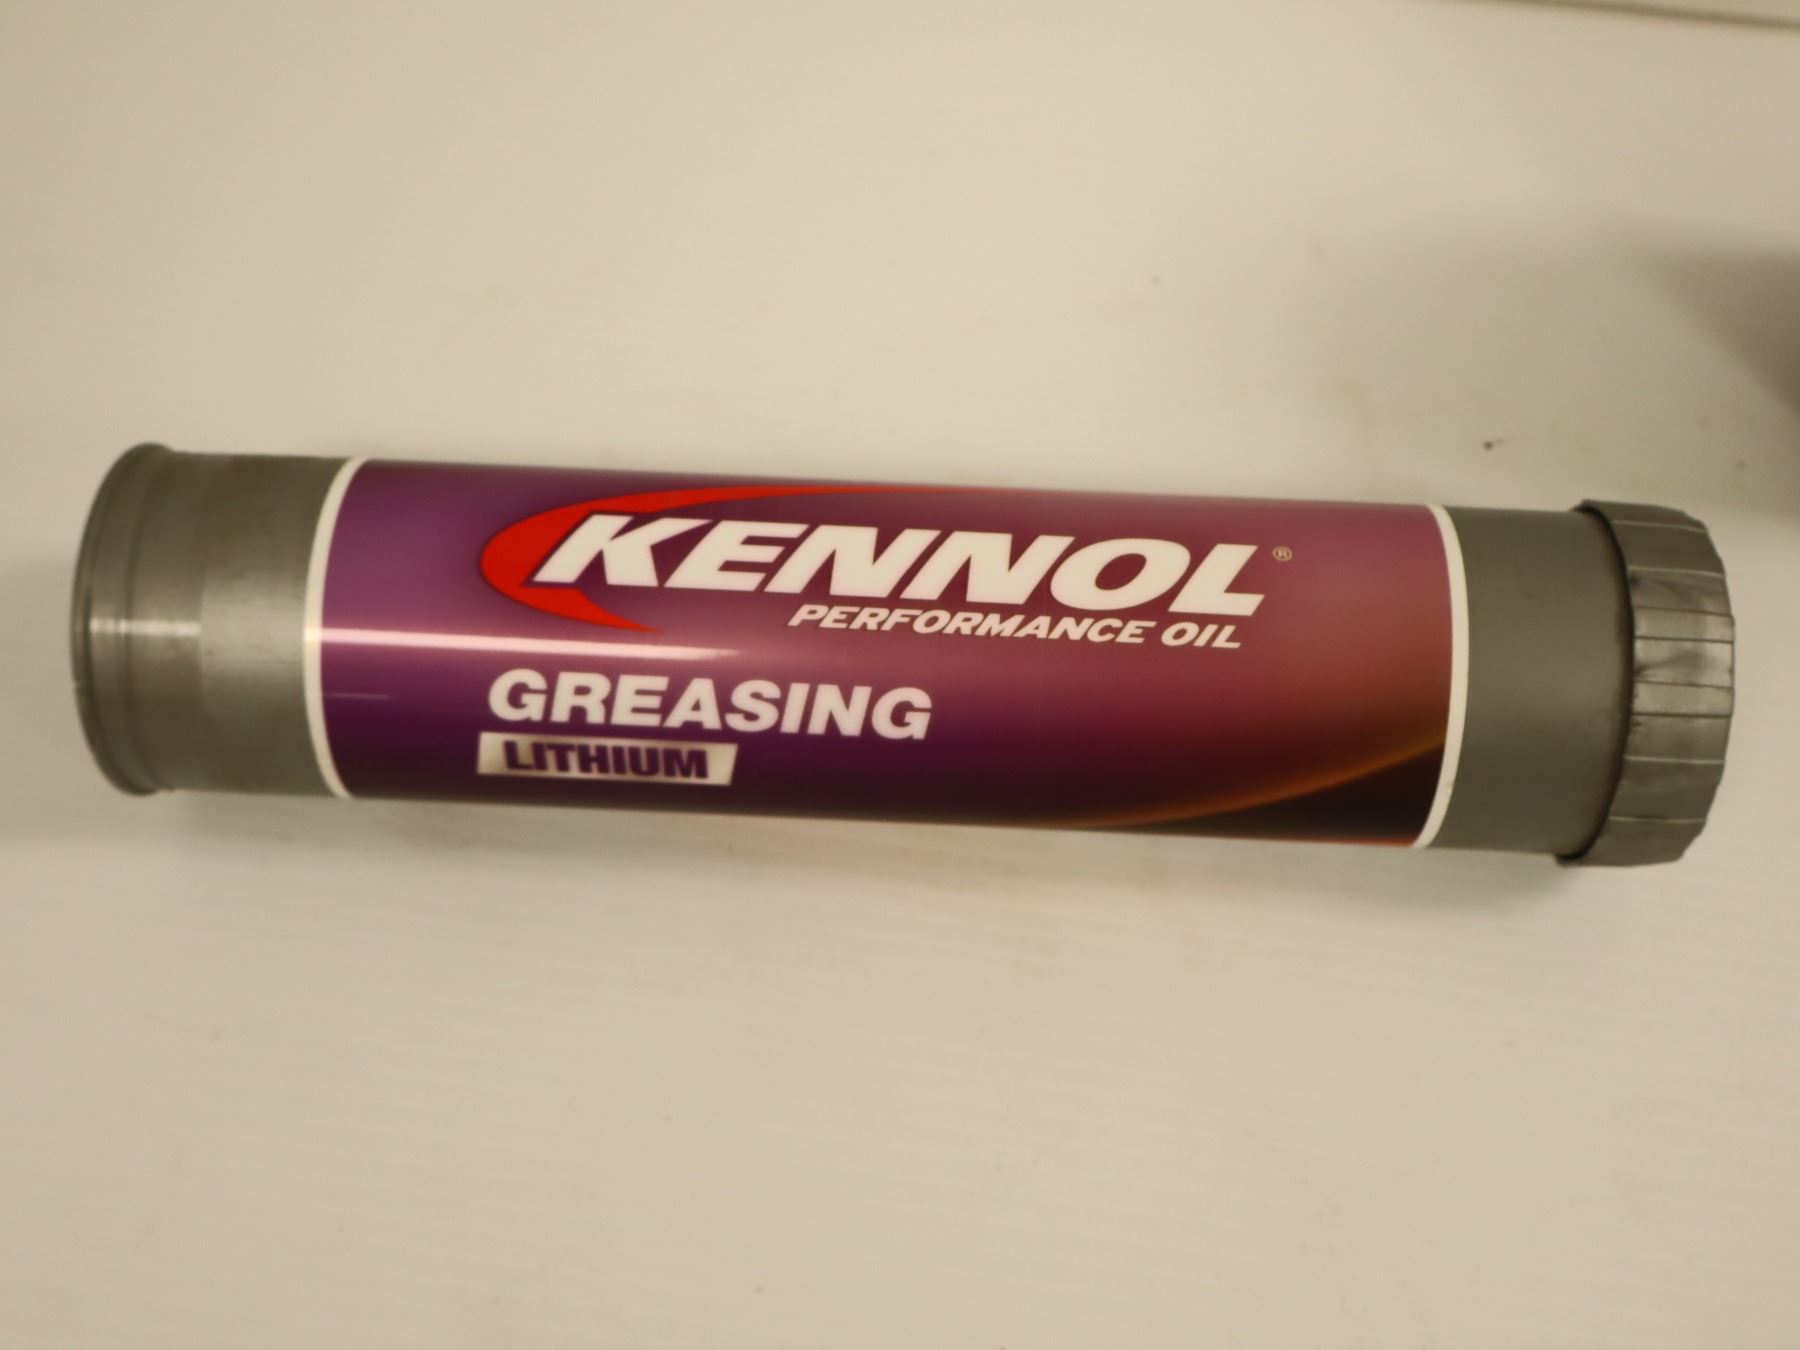 KENNOL®
PERFORMANCE OIL
GREASING
LITHIUM